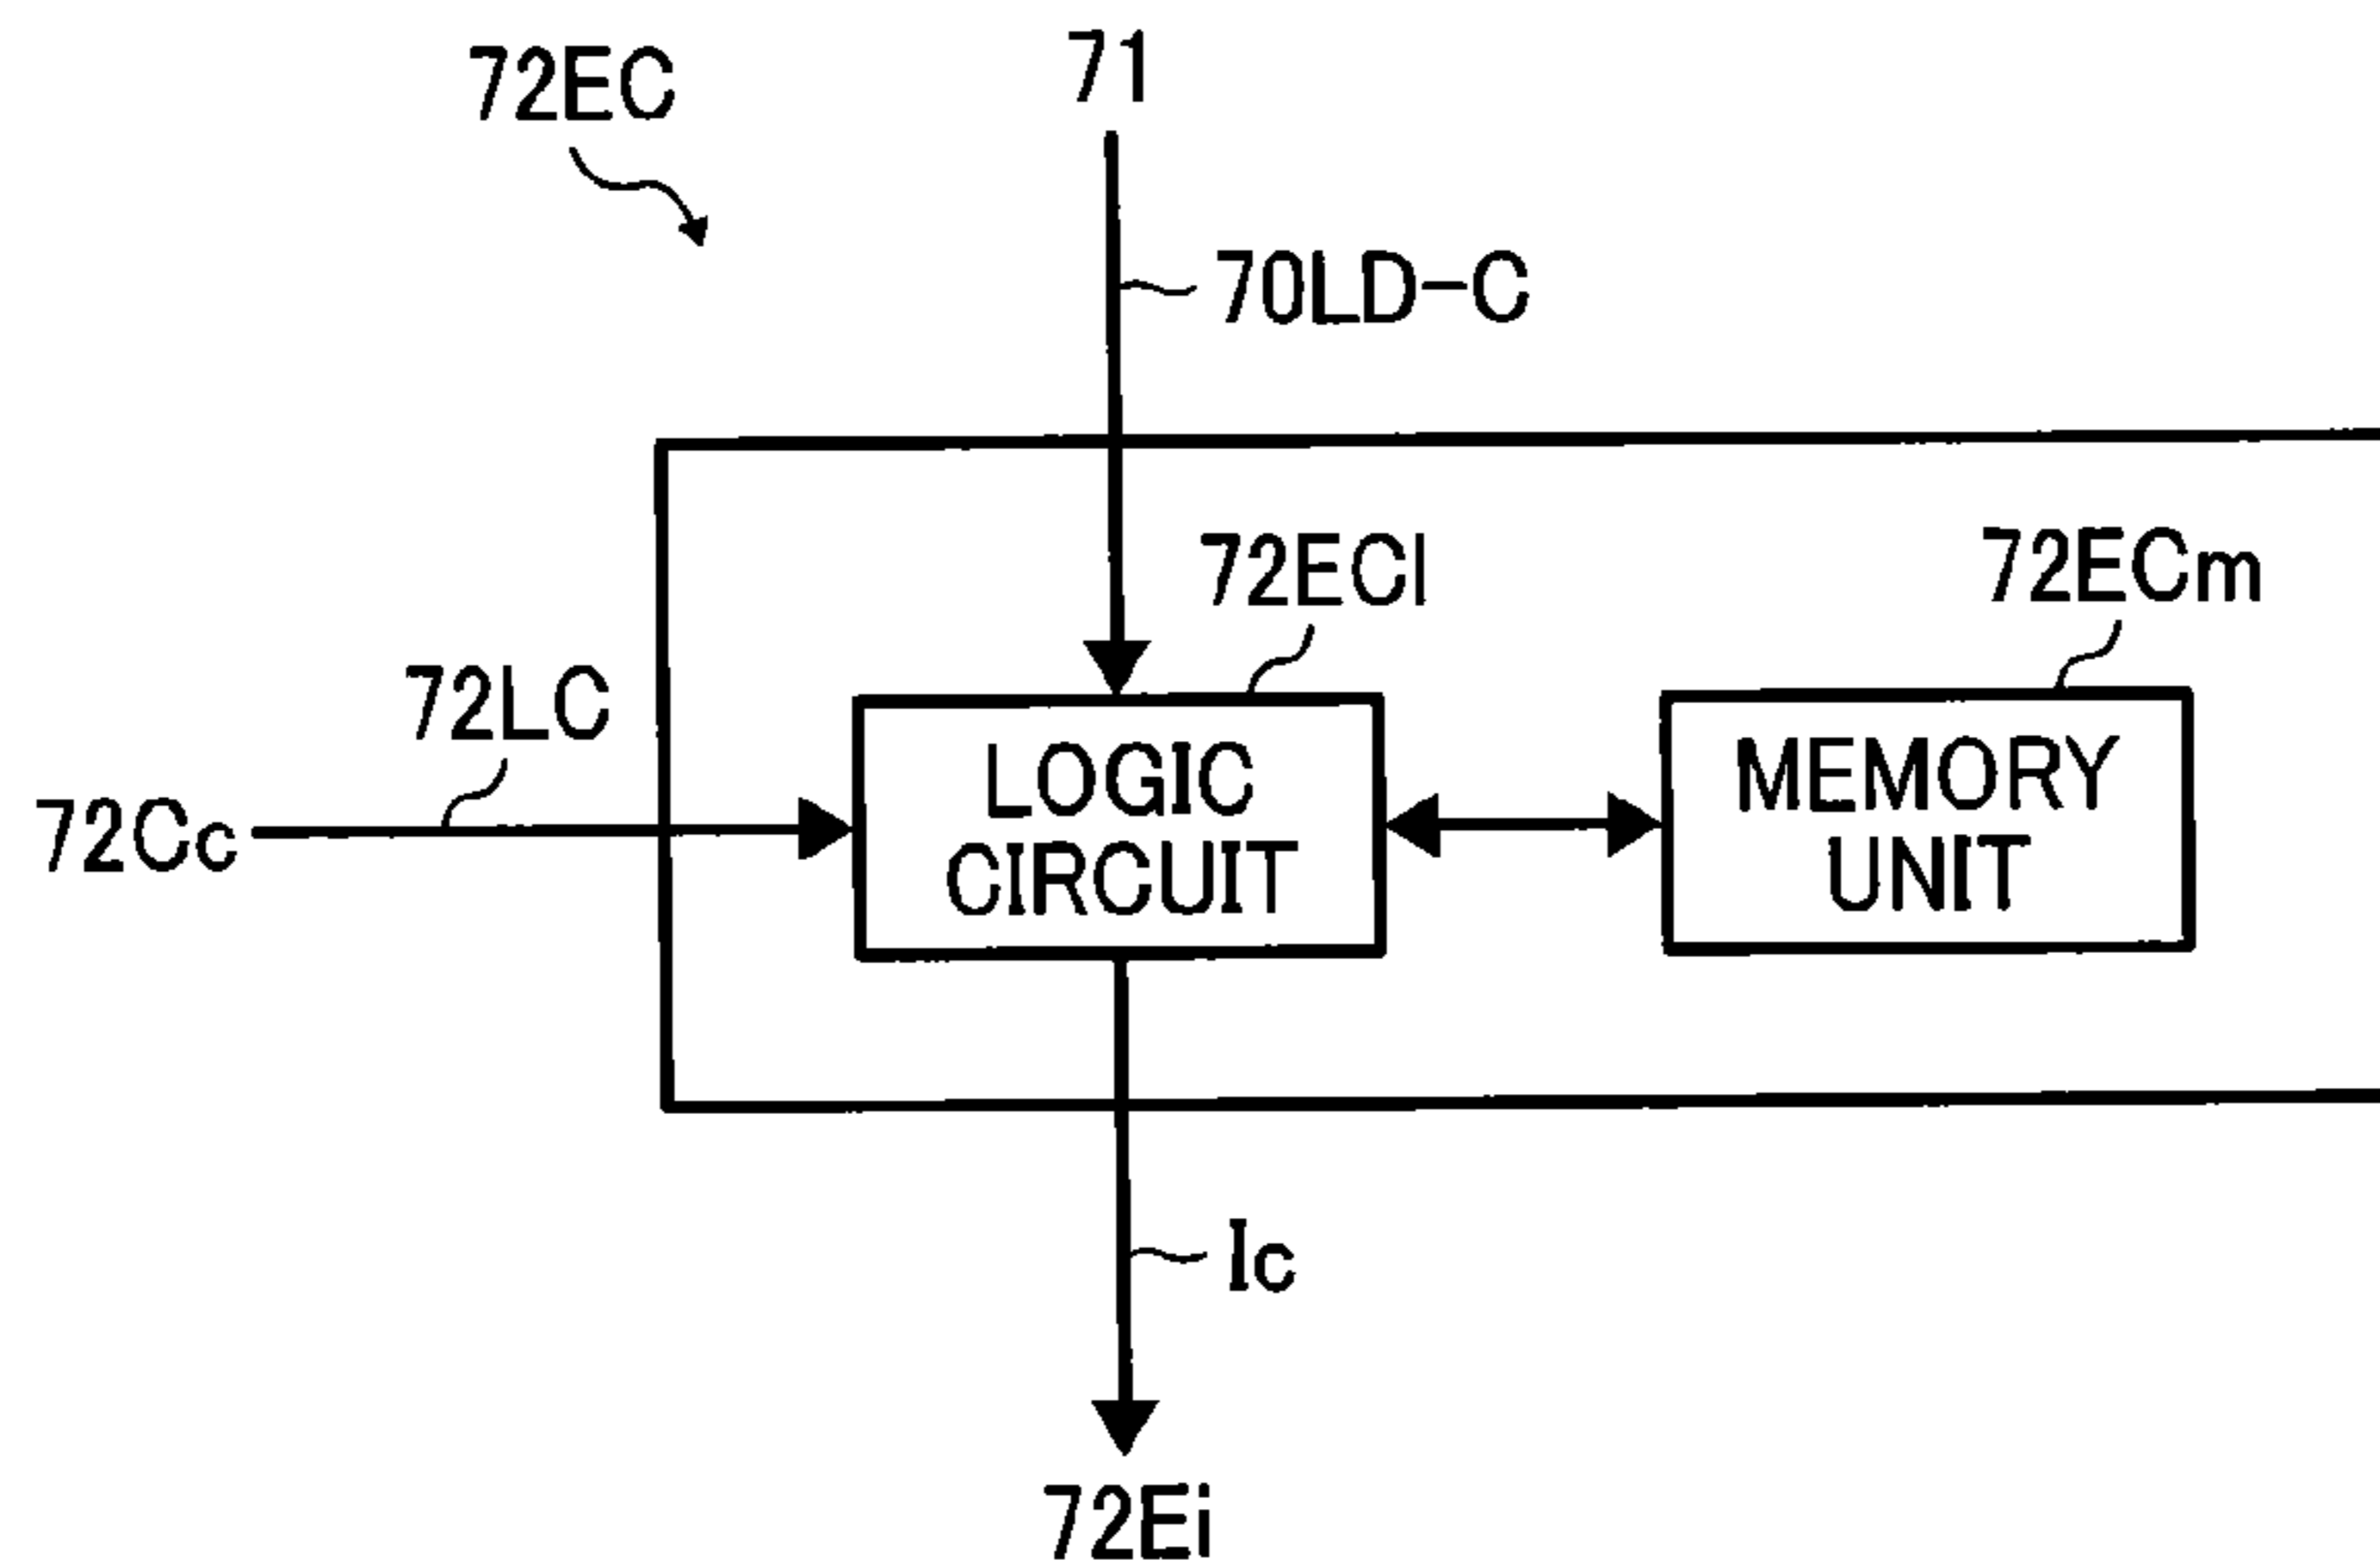 72EC
71
70LD-C
72ECl
72ECm
72LC
72Cc
LOGIC
CIRCUIT
MEMORY
UNIT
Ic
72Ei